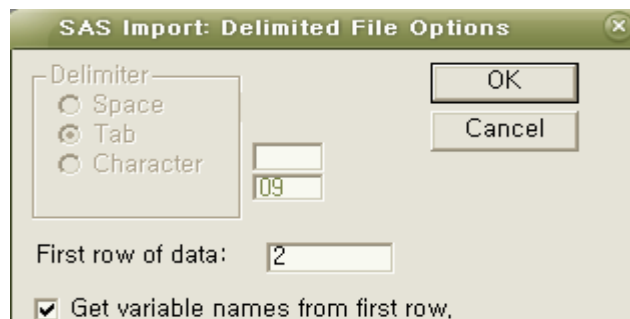 SAS Import: Delimited File Options
Delimiter
Space
Tab
Character
09
OK
Cancel
First row of data: 2
Get variable names from first row,